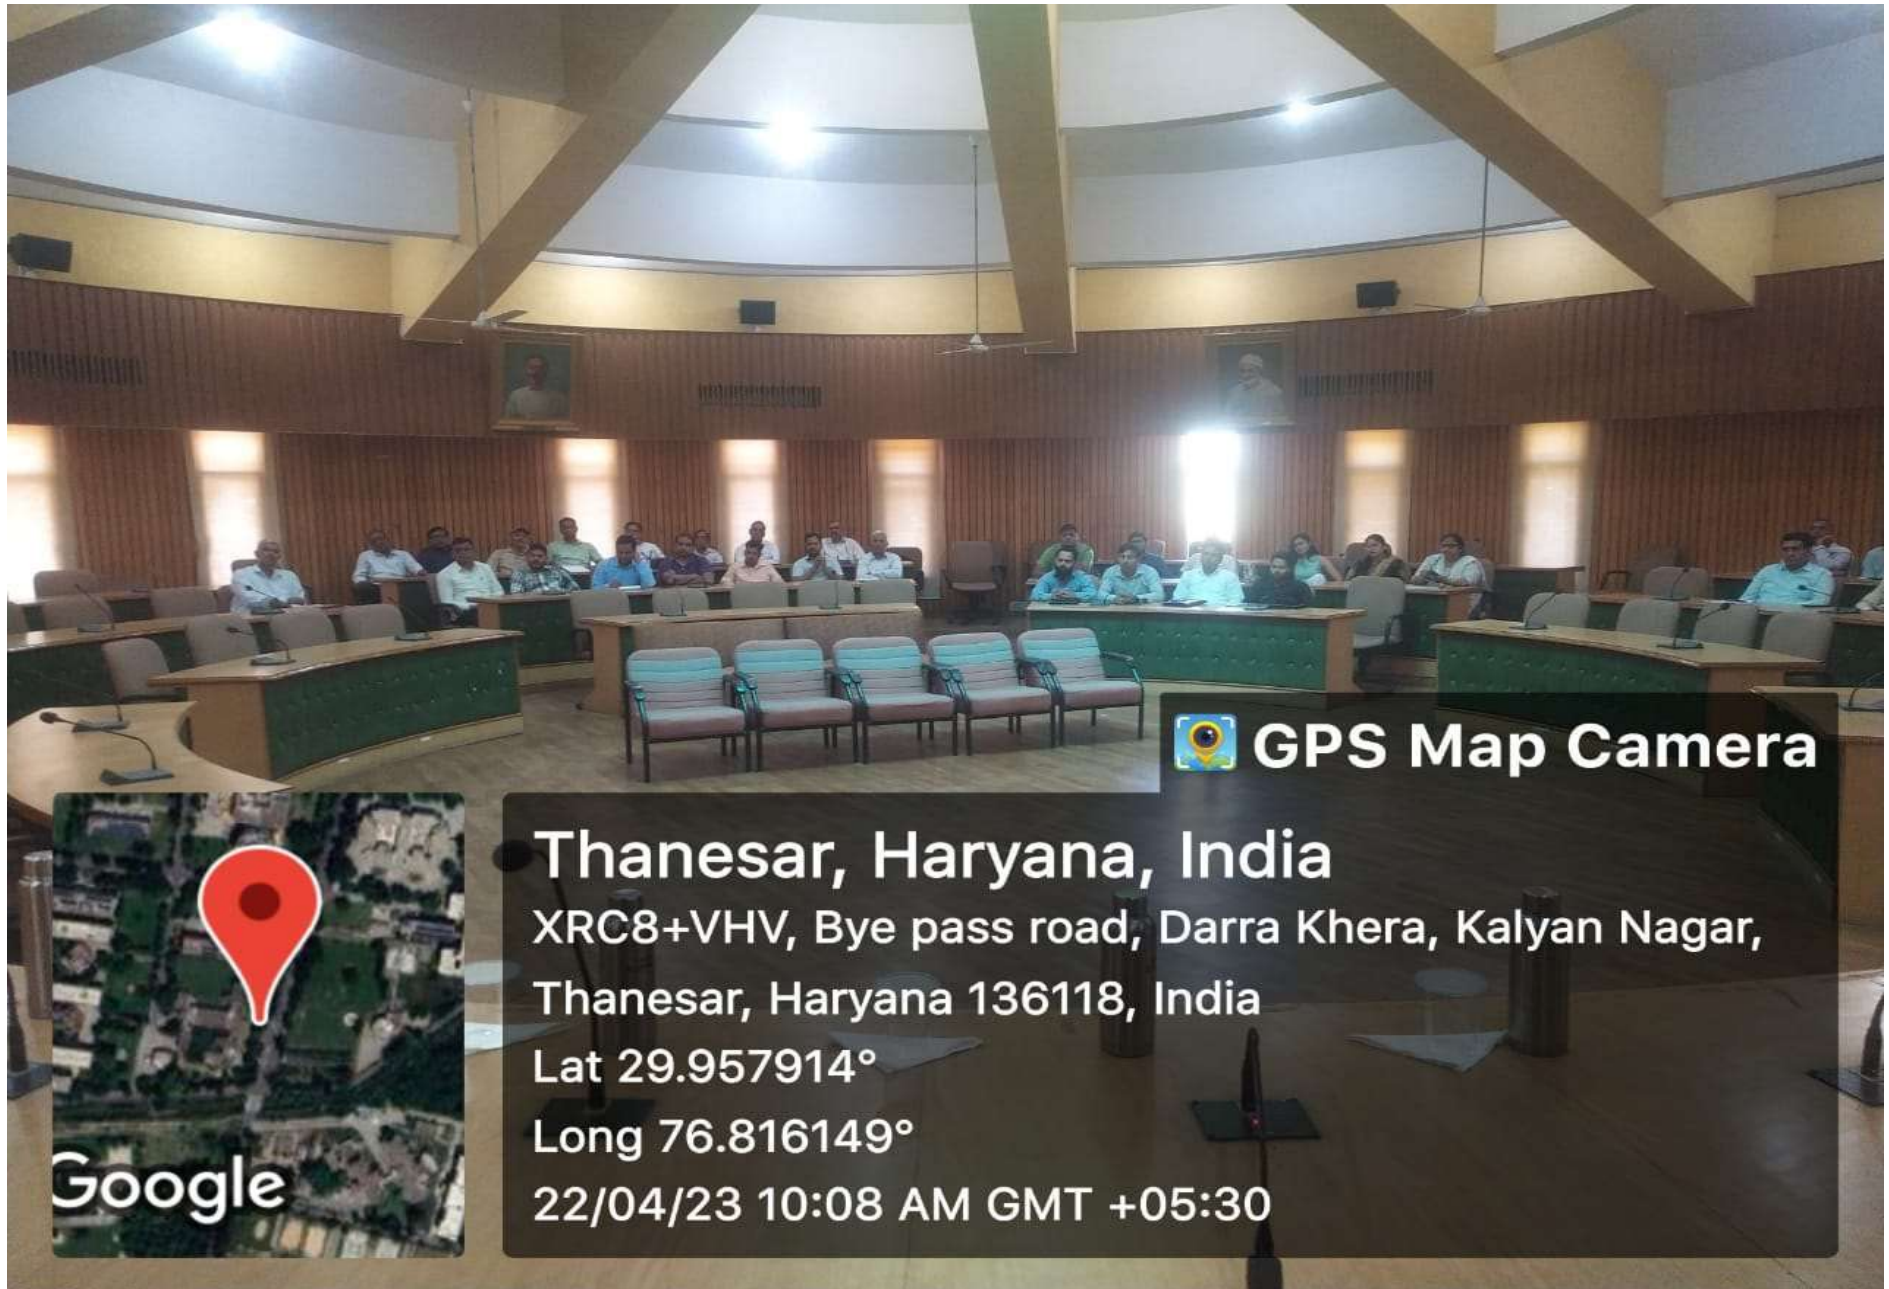 GPS Map Camera
Thanesar, Haryana, India
XRC8+VHV, Bye pass road, Darra Khera, Kalyan Nagar,
Thanesar, Haryana 136118, India
Lat 29.957914°
Long 76.816149°
22/04/23 10:08 AM GMT +05:30
Google